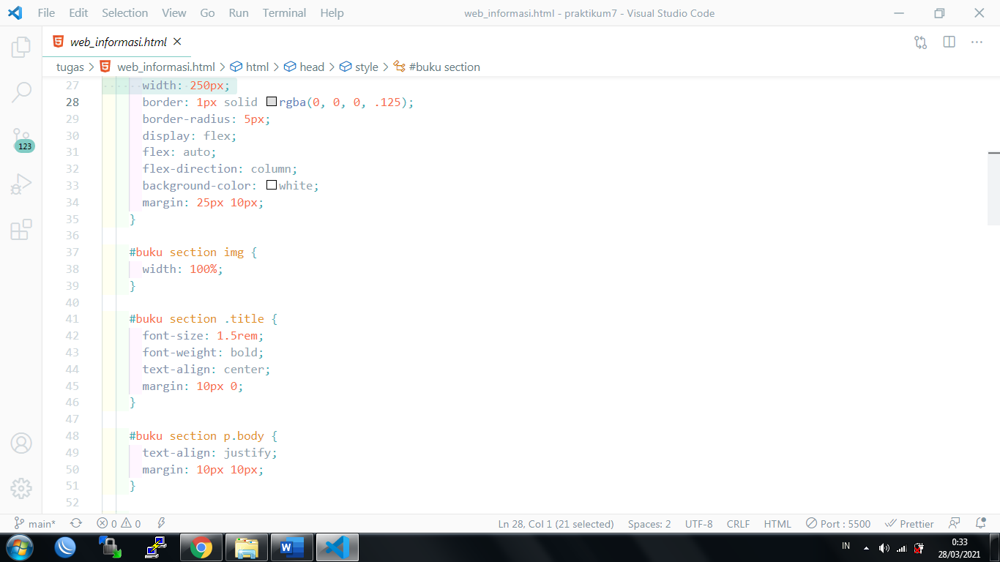 File Edit Selection View Go Run Terminal Help web_informasi.html - praktikum7 - Visual Studio Code
web_informasi.html
tugas > web_informasi.html > html > head > style > #buku section
27 width: 250px;
28 border: 1px solid rgba(0, 0, 0, .125);
29 border-radius: 5px;
30 display: flex;
31 flex: auto;
32 flex-direction: column;
33 background-color: white;
34 margin: 25px 10px;
35 }
36
37 #buku section img {
38 width: 100%;
39 }
40
41 #buku section .title {
42 font-size: 1.5rem;
43 font-weight: bold;
44 text-align: center;
45 margin: 10px 0;
46 }
47
48 #buku section p.body {
49 text-align: justify;
50 margin: 10px 10px;
51 }
52
123
main* 0 0 Ln 28, Col 1 (21 selected) Spaces: 2 UTF-8 CRLF HTML Port : 5500 Prettier
IN 0:33
28/03/2021